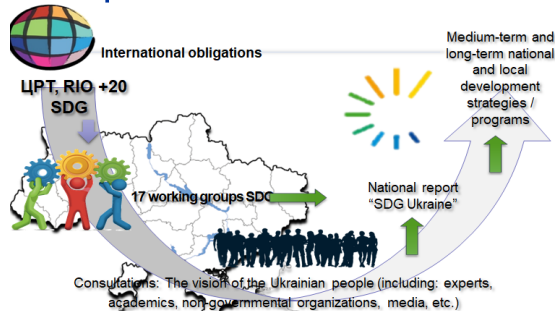 International obligations
ЦРТ, RIO +20
SDG
17 working groups SDG
Medium-term and
long-term national
and local
development
strategies /
programs
National report
“SDG Ukraine”
Consultations: The vision of the Ukrainian people (including: experts,
academics, non-governmental organizations, media, etc.)